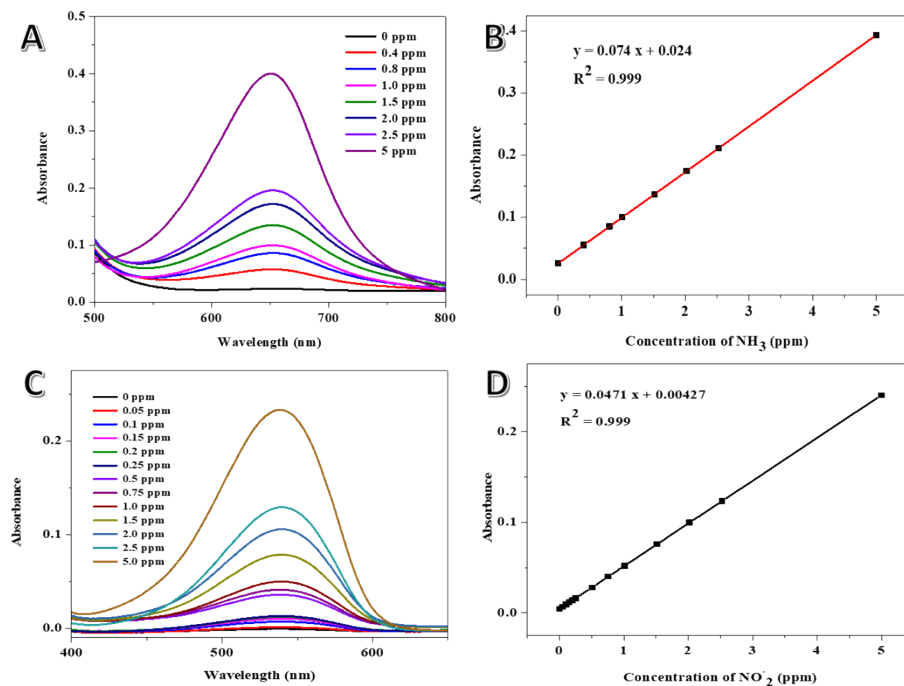 A
0.5
0.4
0.3
0.2
0.1
0.0
Absorbance
0 ppm
0.4 ppm
0.8 ppm
1.0 ppm
1.5 ppm
2.0 ppm
2.5 ppm
5 ppm
500
600
700
800
Wavelength (nm)
B
y = 0.074 x + 0.024
R² = 0.999
0.4
0.3
0.2
0.1
0.0
Absorbance
0
1
2
3
4
5
Concentration of NH₃ (ppm)
C
0 ppm
0.05 ppm
0.1 ppm
0.15 ppm
0.2 ppm
0.25 ppm
0.5 ppm
0.75 ppm
1.0 ppm
1.5 ppm
2.0 ppm
2.5 ppm
5.0 ppm
0.2
0.1
0.0
Absorbance
400
500
600
Wavelength (nm)
D
y = 0.0471 x + 0.00427
R² = 0.999
0.2
0.1
0.0
Absorbance
0
1
2
3
4
5
Concentration of NO⁻₂ (ppm)